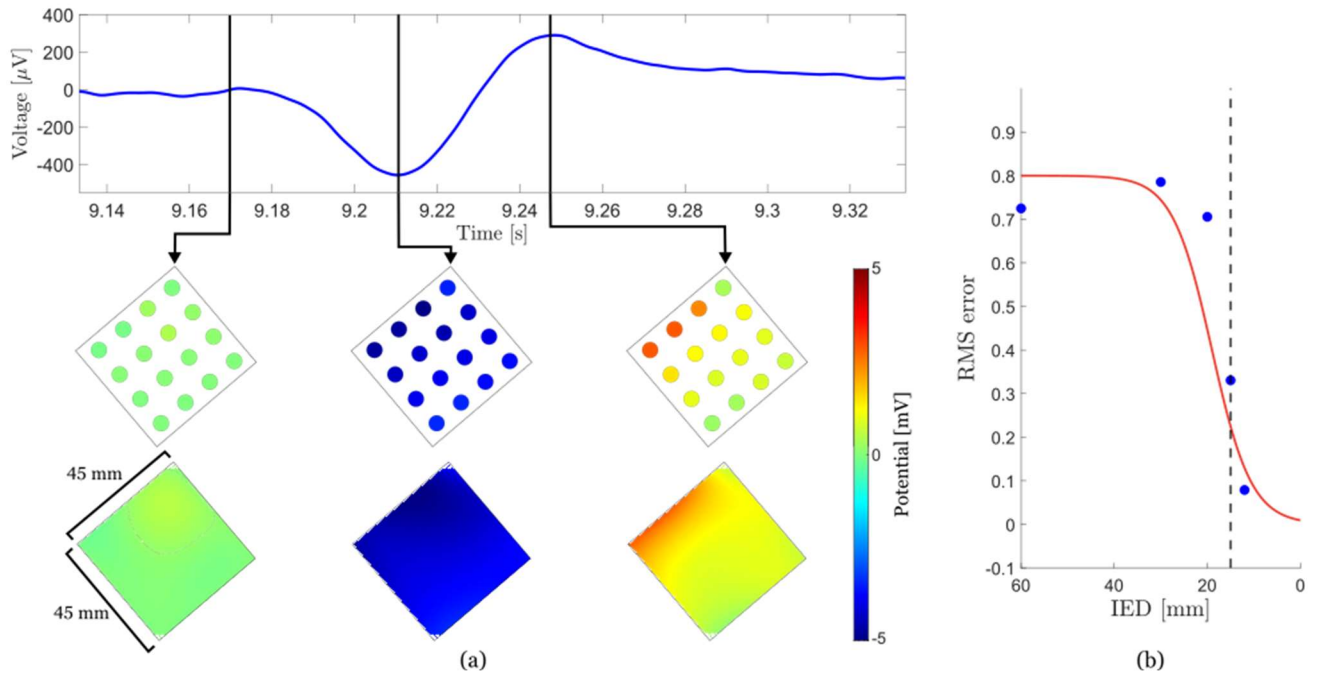 400
200
0
-200
-400
Voltage [μV]
9.14 9.16 9.18 9.2 9.22 9.24 9.26 9.28 9.3 9.32
Time [s]
5
0
-5
Potential [mV]
45 mm
45 mm
(a)
0.9
0.8
0.7
0.6
0.5
0.4
0.3
0.2
0.1
0
-0.1
RMS error
60 40 20 0
IED [mm]
(b)